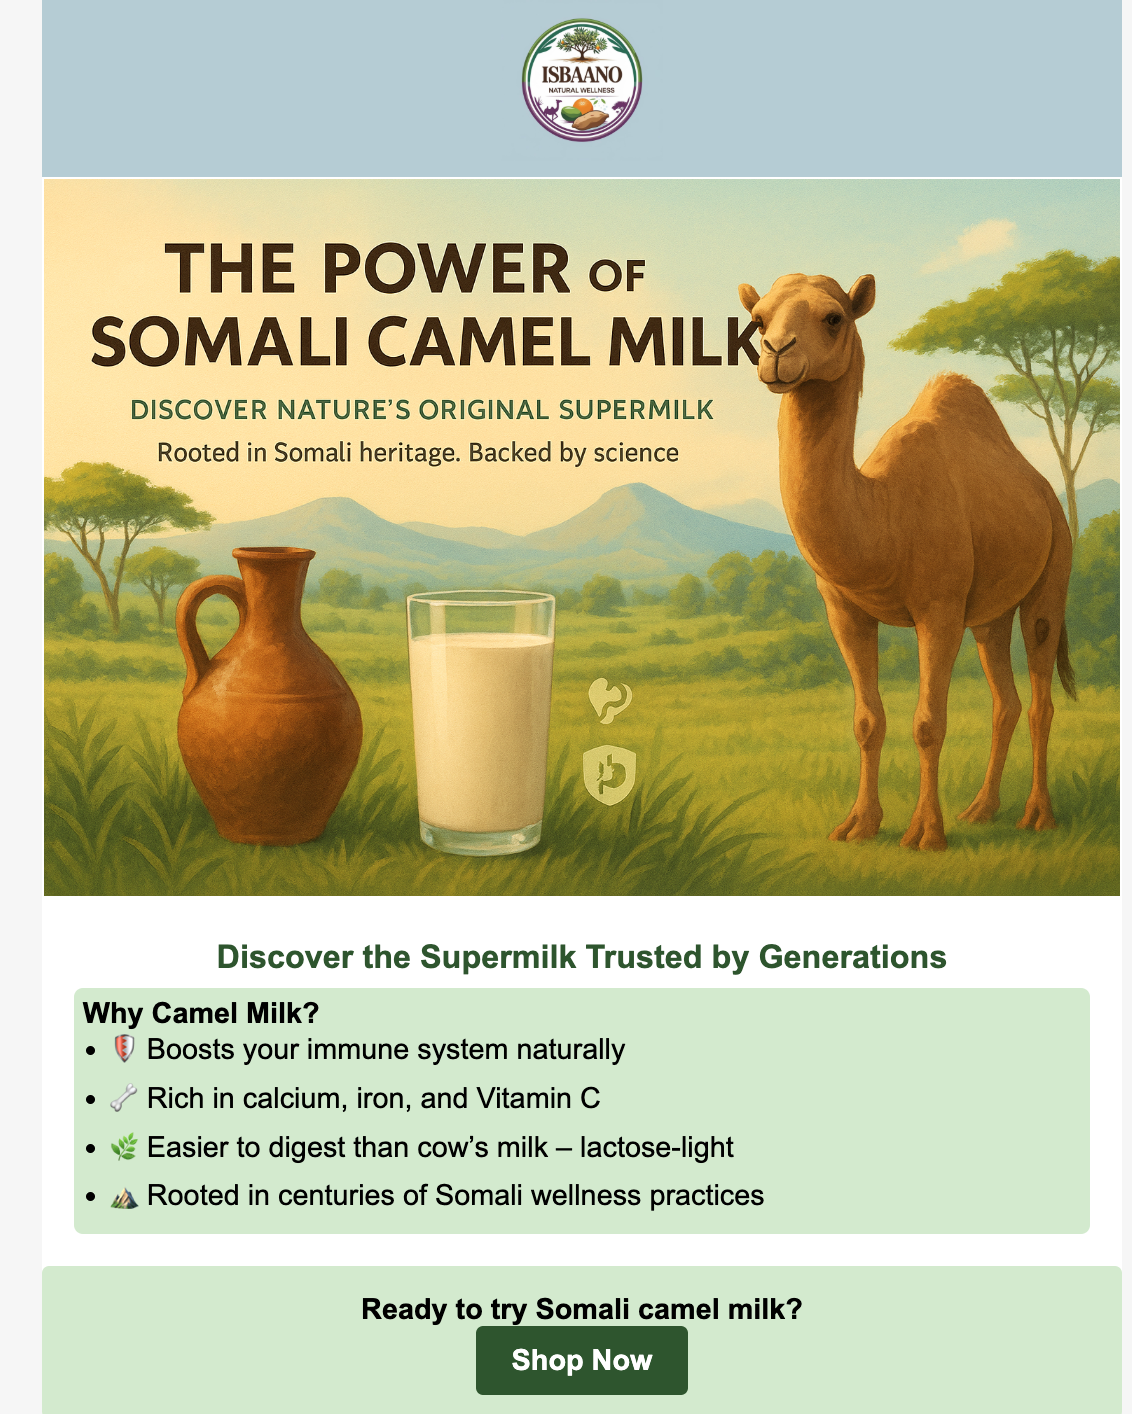 ISBAANO
NATURAL WELLNESS
THE POWER OF
SOMALI CAMEL MILK
DISCOVER NATURE'S ORIGINAL SUPERMILK
Rooted in Somali heritage. Backed by science
Discover the Supermilk Trusted by Generations
Why Camel Milk?
Boosts your immune system naturally
Rich in calcium, iron, and Vitamin C
Easier to digest than cow’s milk – lactose-light
Rooted in centuries of Somali wellness practices
Ready to try Somali camel milk?
Shop Now